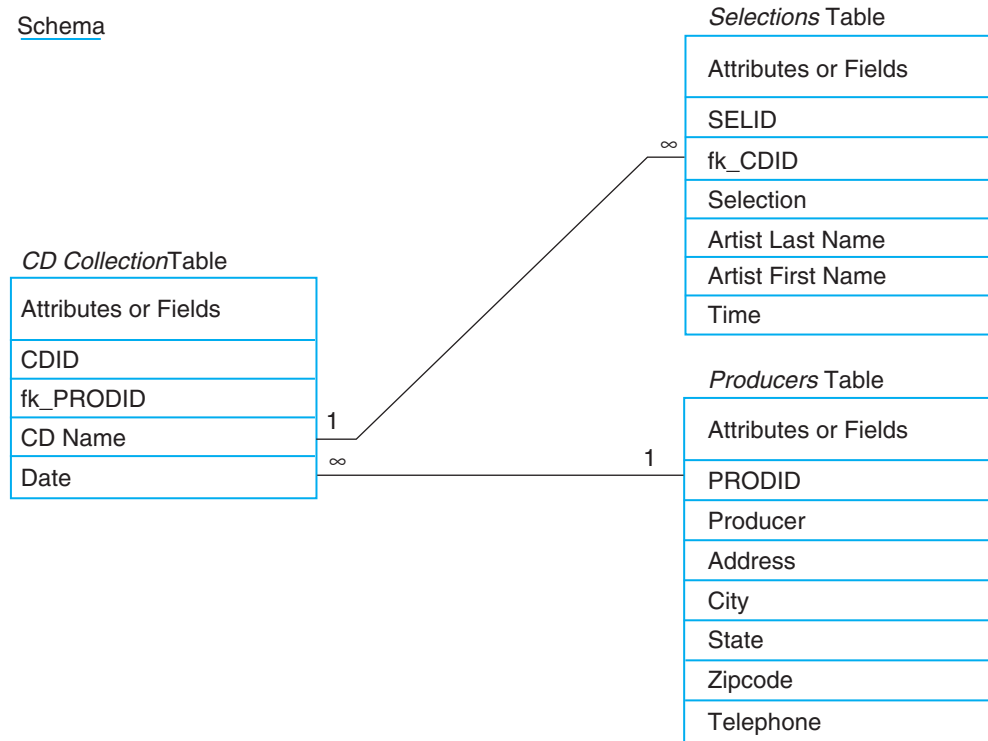 Schema
Selections Table
Attributes or Fields
SELID
∞
fk_CDID
Selection
Artist Last Name
Artist First Name
Time
CD CollectionTable
Attributes or Fields
CDID
fk_PRODID
CD Name
Date
1
∞
1
Producers Table
Attributes or Fields
PRODID
Producer
Address
City
State
Zipcode
Telephone